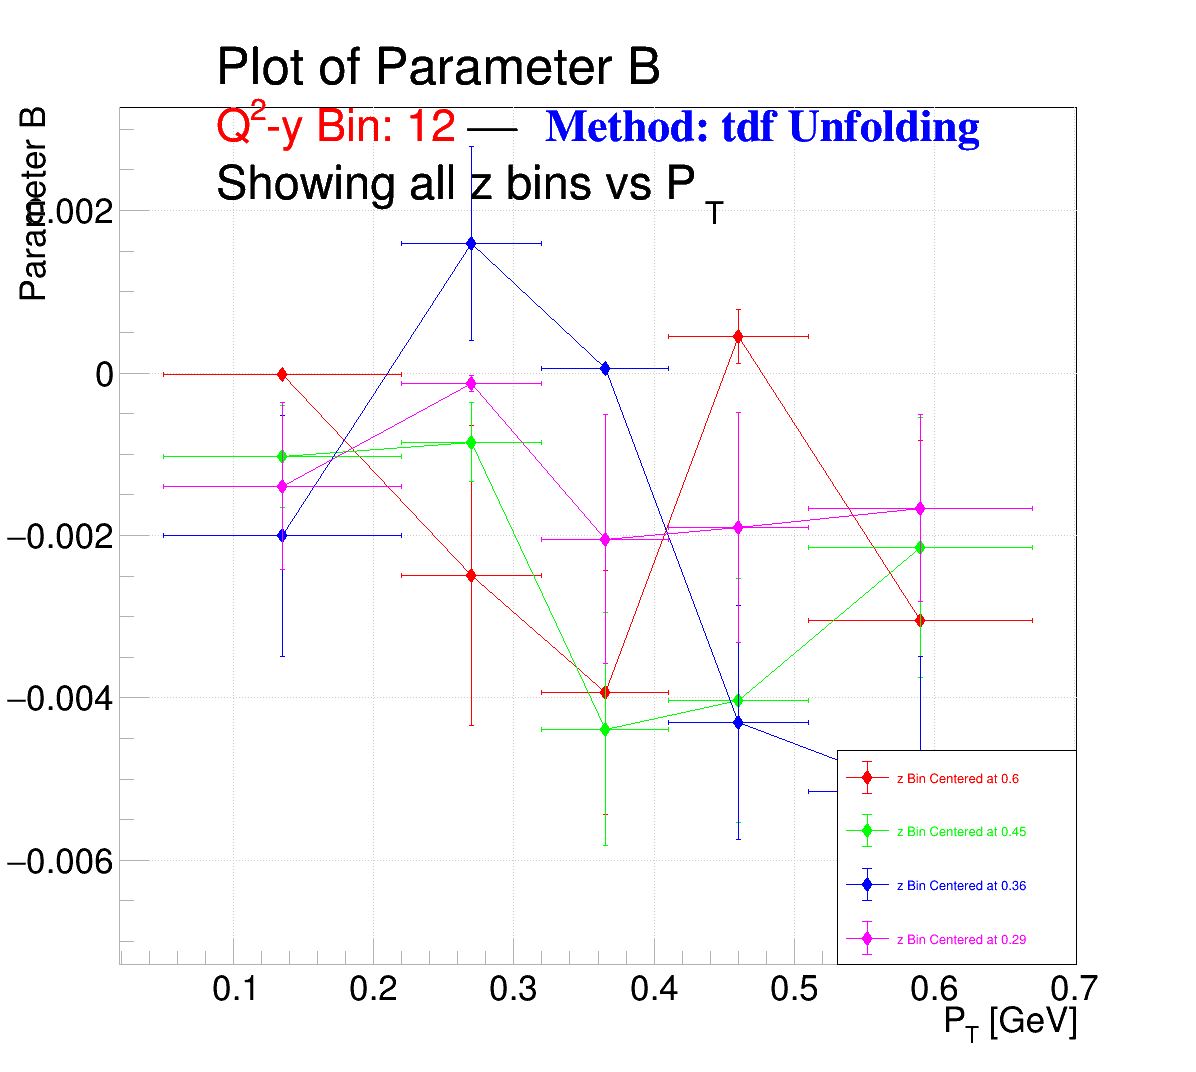 Plot of Parameter B
Q²-y Bin: 12 — Method: tdf Unfolding
Showing all z bins vs P_T
Parameter B
0.002
0
−0.002
−0.004
−0.006
z Bin Centered at 0.6
z Bin Centered at 0.45
z Bin Centered at 0.36
z Bin Centered at 0.29
0.1 0.2 0.3 0.4 0.5 0.6 0.7
P_T [GeV]